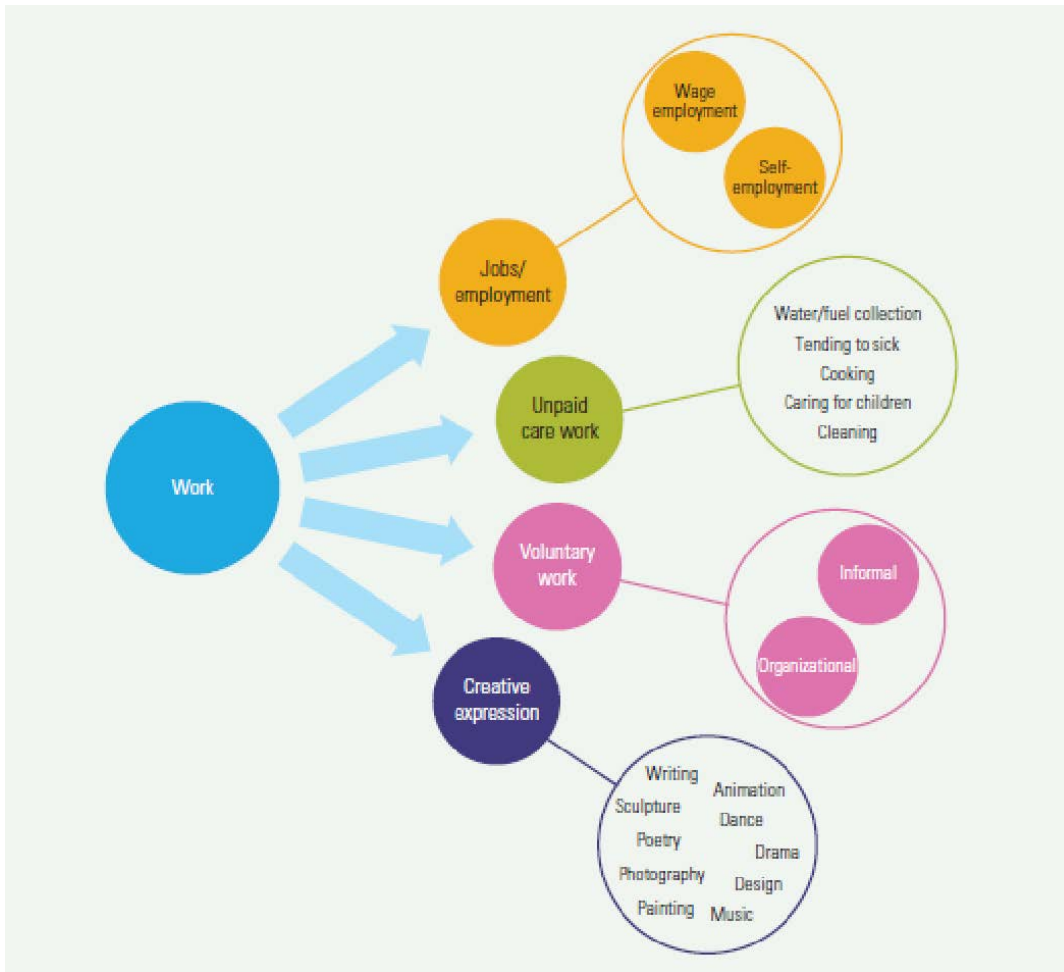 Wage
employment
Self-
employment
Jobs/
employment
Water/fuel collection
Tending to sick
Cooking
Caring for children
Cleaning
Unpaid
care work
Work
Voluntary
work
Informal
Organizational
Creative
expression
Writing
Animation
Sculpture
Dance
Poetry
Drama
Photography
Design
Painting
Music